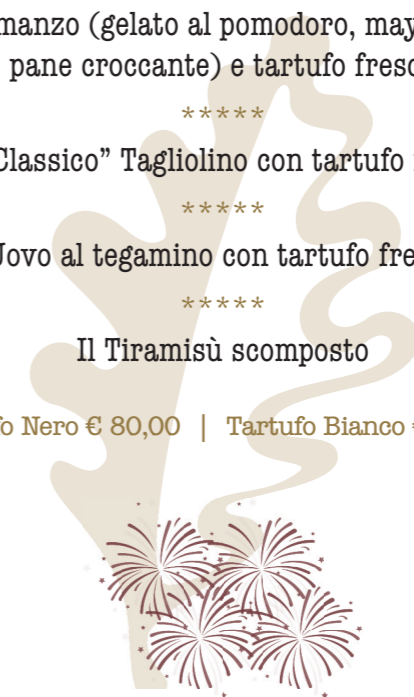 manzo (gelato al pomodoro, may
pane croccante) e tartufo fresc
*****
Classico” Tagliolino con tartufo
*****
Uovo al tegamino con tartufo fre
*****
Il Tiramisù scomposto
fo Nero € 80,00 | Tartufo Bianco